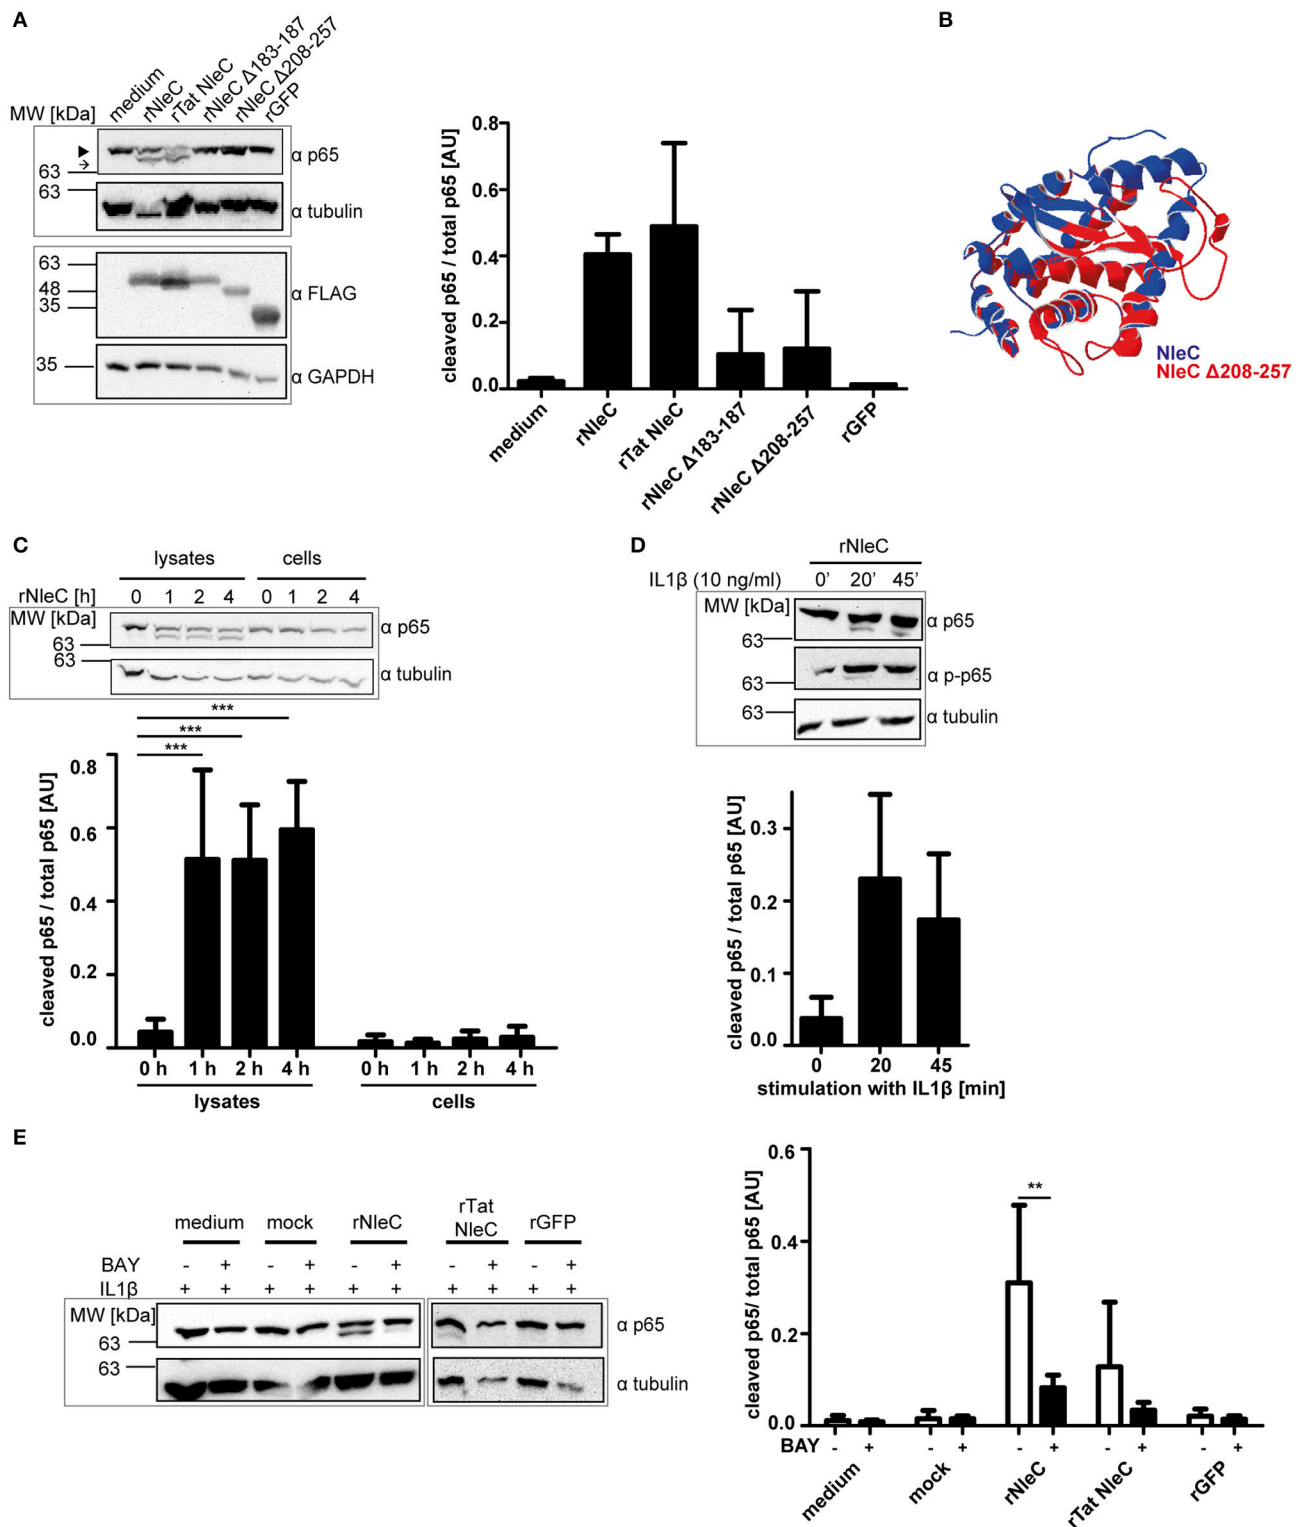 A
medium
rNleC
rTat NleC
rNleC Δ183-187
rNleC Δ208-257
rGFP
MW [kDa]
63
α p65
63
α tubulin
63
48
35
α FLAG
35
α GAPDH
cleaved p65 / total p65 [AU]
0.8
0.6
0.4
0.2
0.0
medium
rNleC
rTat NleC
rNleC Δ183-187
rNleC Δ208-257
rGFP
B
NleC
NleC Δ208-257
C
lysates cells
rNleC [h] 0 1 2 4 0 1 2 4
MW [kDa]
63
α p65
63
α tubulin
***
***
***
cleaved p65 / total p65 [AU]
0.8
0.6
0.4
0.2
0.0
0 h 1 h 2 h 4 h 0 h 1 h 2 h 4 h
lysates cells
D
rNleC
IL1β (10 ng/ml) 0’ 20’ 45’
MW [kDa]
63
α p65
63
α p-p65
63
α tubulin
cleaved p65 / total p65 [AU]
0.3
0.2
0.1
0.0
0 20 45
stimulation with IL1β [min]
E
medium mock rNleC rTat NleC rGFP
BAY - + - + - + - + - +
IL1β + + + + + + + + + +
MW [kDa]
63
α p65
63
α tubulin
cleaved p65/ total p65 [AU]
0.6
0.4
0.2
0.0
**
BAY - + - + - + - + - +
medium
mock
rNleC
rTat NleC
rGFP